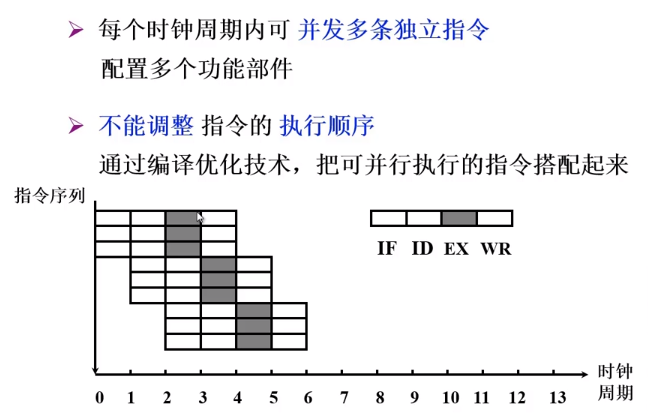 每个时钟周期内可 并发多条独立指令
配置多个功能部件
不能调整 指令的 执行顺序
通过编译优化技术，把可并行执行的指令搭配起来
指令序列
IF ID EX WR
时钟
周期
0 1 2 3 4 5 6 7 8 9 10 11 12 13